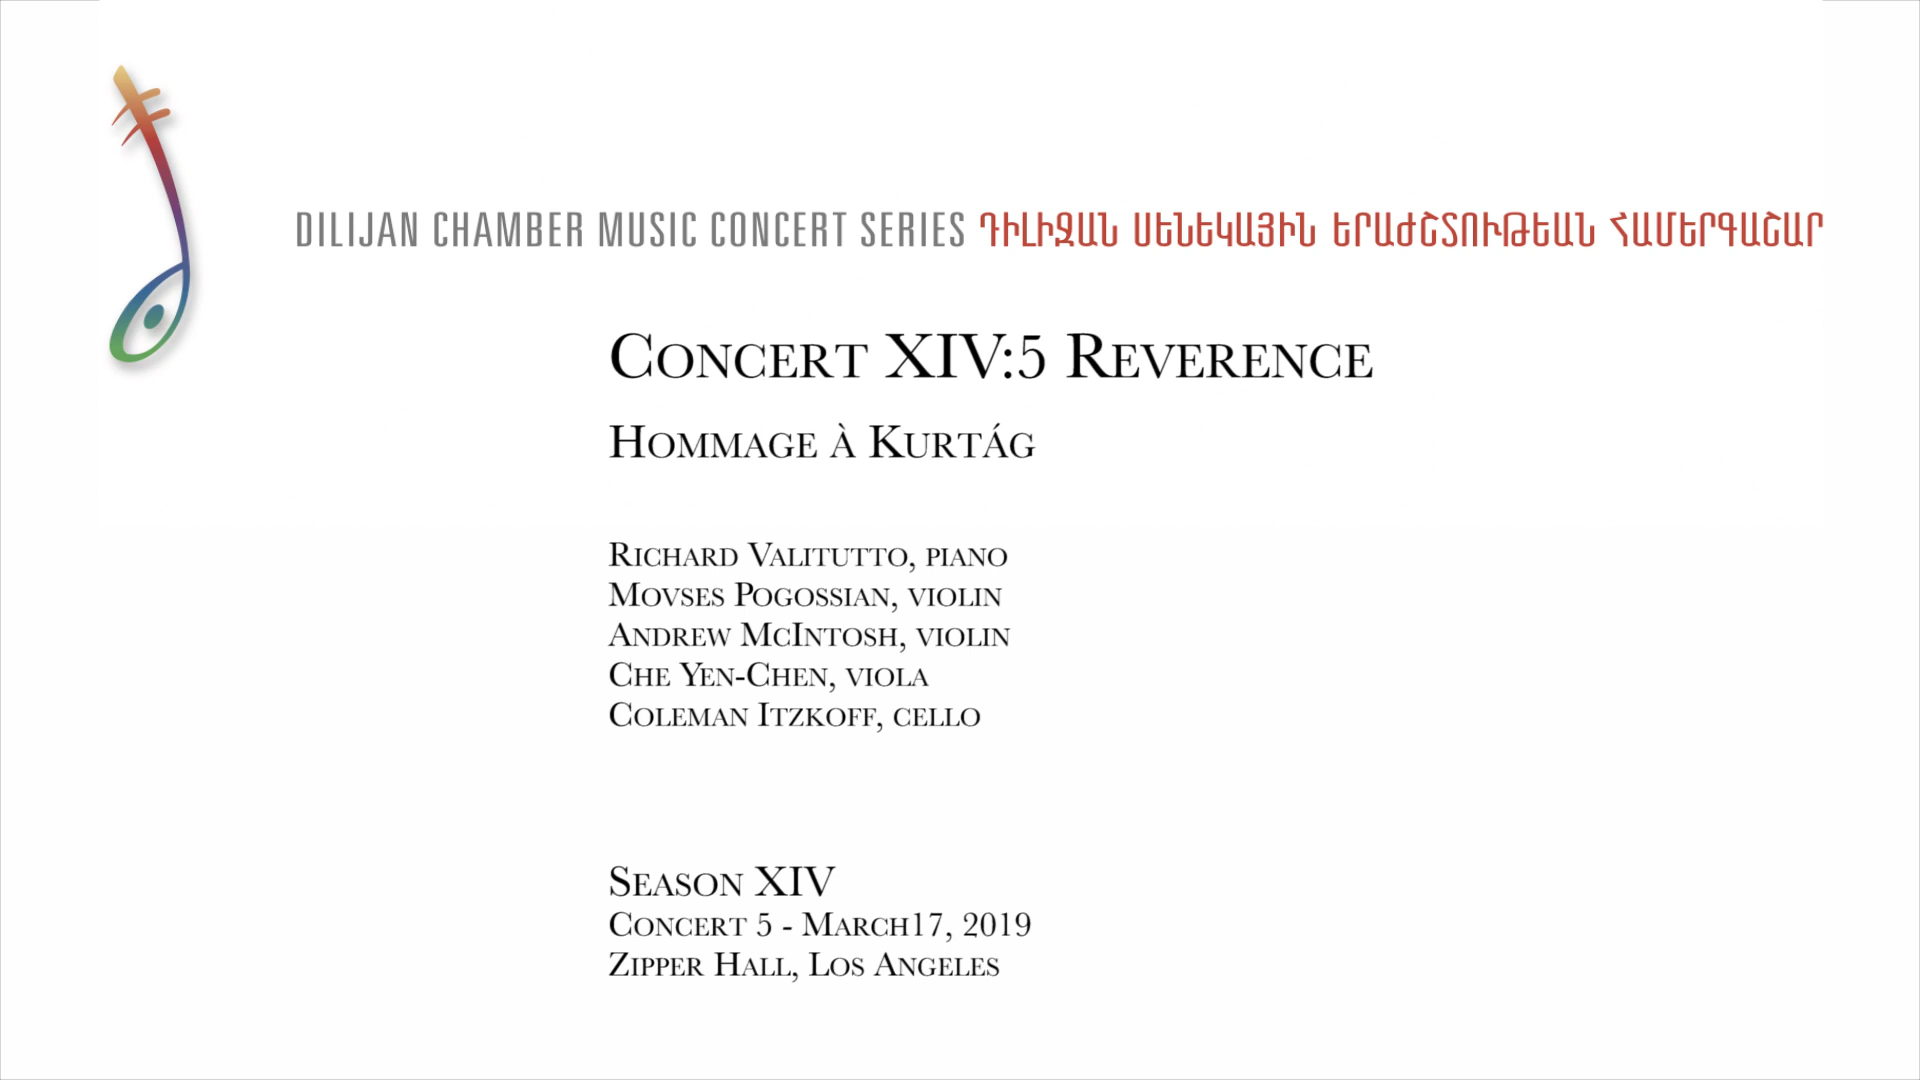 DILIJAN CHAMBER MUSIC CONCERT SERIES ԴԻԼԻՋԱՆ ՍԵՆԵԿԱՅԻՆ ԵՐԱԺՇՏՈՒԹԵԱՆ ՀԱՄԵՐԳԱՇԱՐ
Concert XIV:5 Reverence
Hommage à Kurtág
Richard Valitutto, piano
Movses Pogossian, violin
Andrew McIntosh, violin
Che Yen-Chen, viola
Coleman Itzkoff, cello
Season XIV
Concert 5 - March17, 2019
Zipper Hall, Los Angeles